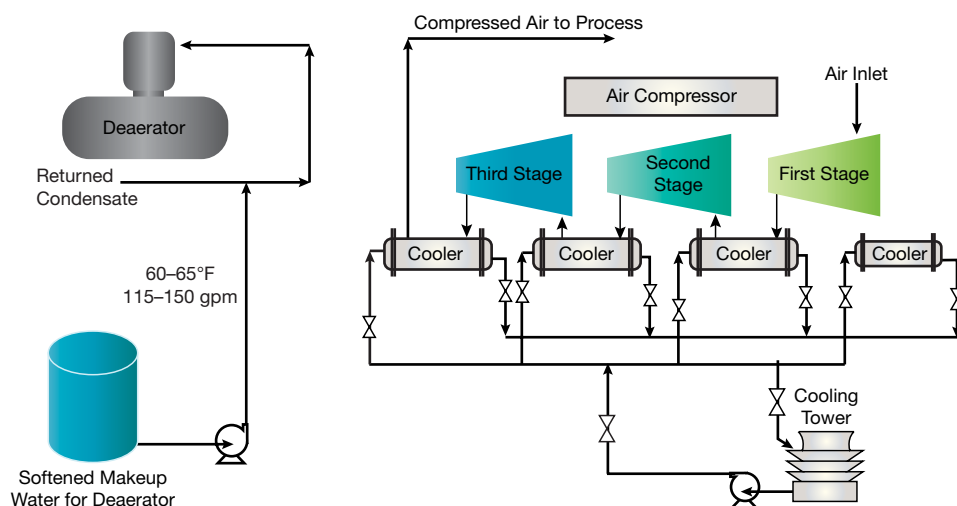 Compressed Air to Process
Air Inlet
Air Compressor
Deaerator
Third Stage
Second
Stage
First Stage
Returned
Condensate
Cooler
Cooler
Cooler
Cooler
60–65°F
115–150 gpm
Cooling
Tower
Softened Makeup
Water for Deaerator